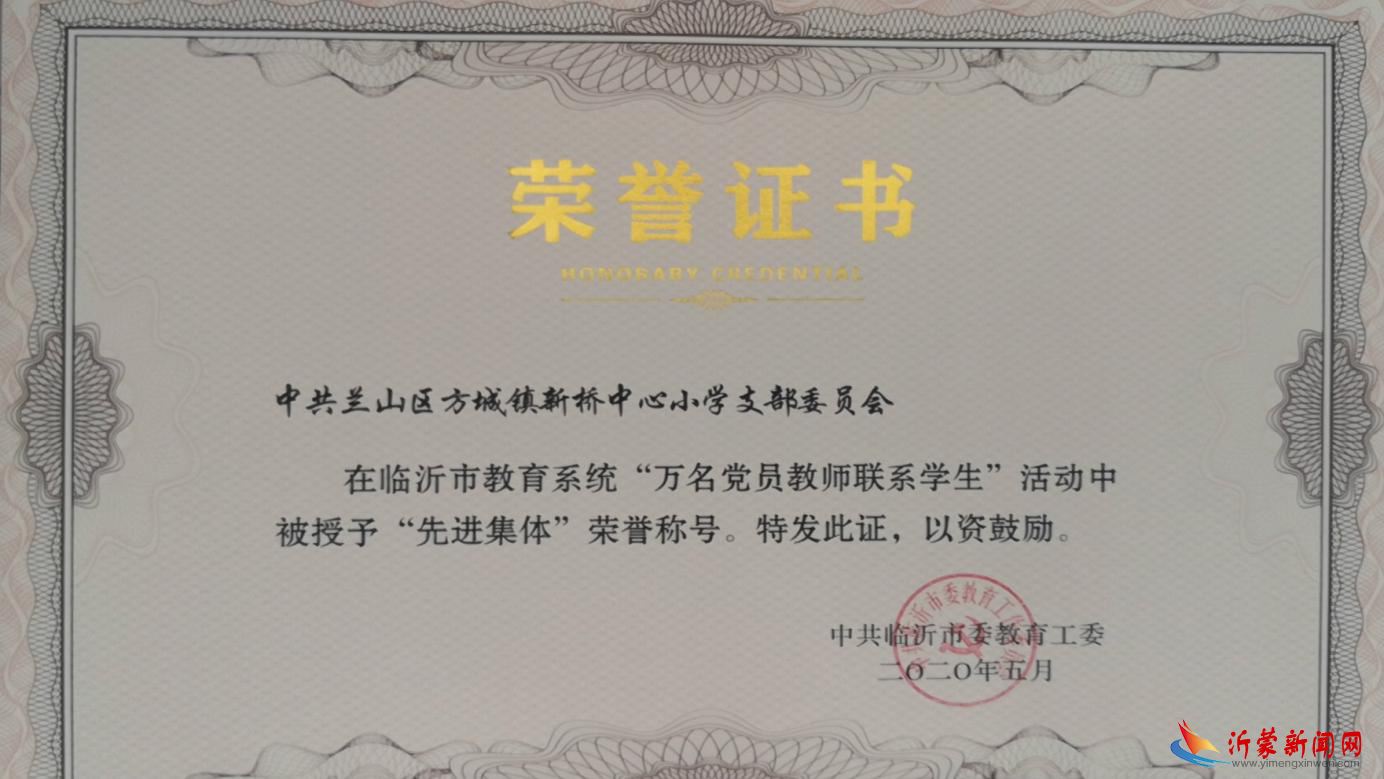 荣誉证书
HONOBABY CREDENTIAL
中共兰山区方城镇新桥中心小学支部委员会
在临沂市教育系统“万名党员教师联系学生”活动中
被授予“先进集体”荣誉称号。特发此证，以资鼓励。
中共临沂市委教育工委
二〇二〇年五月
沂蒙新闻网
www.yimengxinwen.com